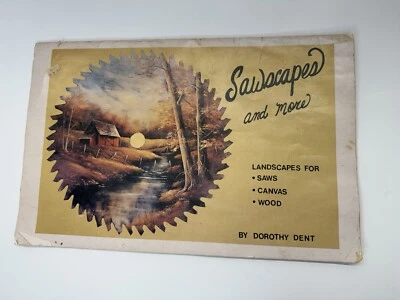 Sawscapes
and more
LANDSCAPES FOR
• SAWS
• CANVAS
• WOOD
BY DOROTHY DENT